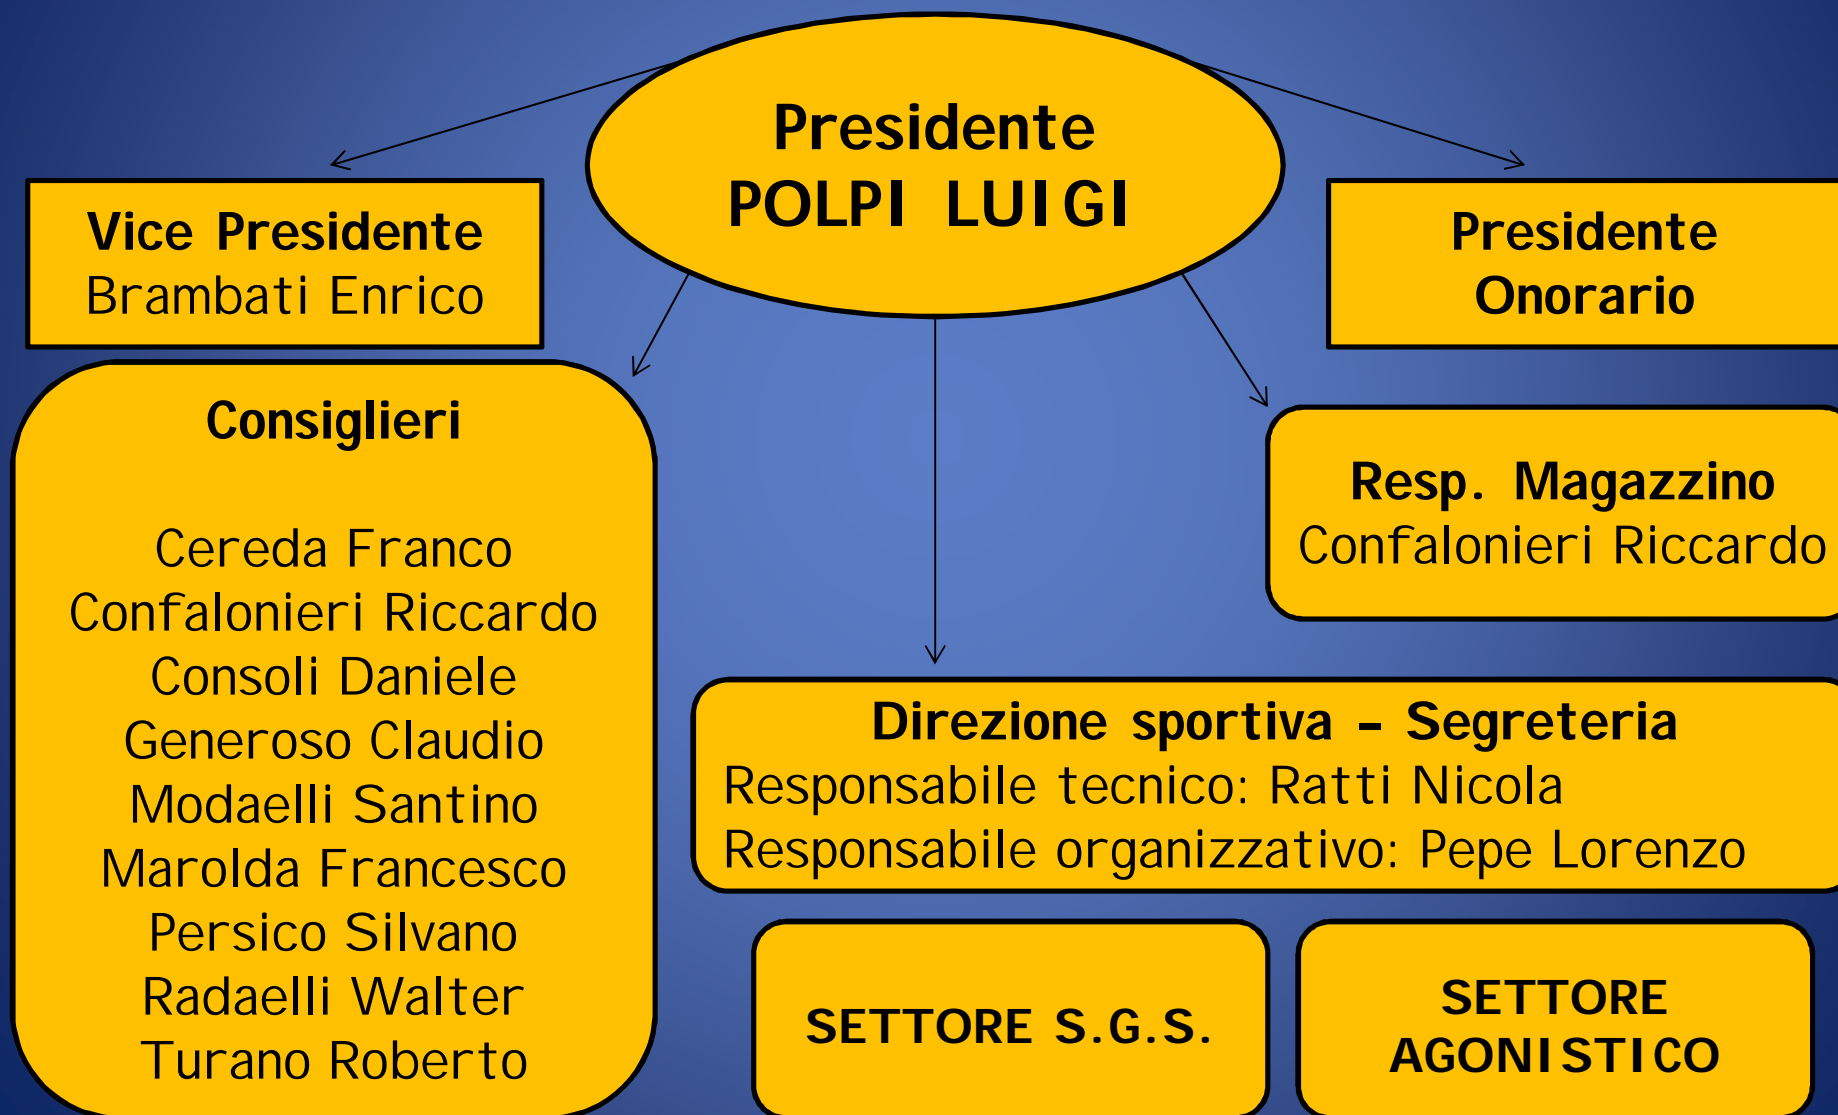 Presidente
POLPI LUIGI
Vice Presidente
Brambati Enrico
Presidente
Onorario
Consiglieri
Cereda Franco
Confalonieri Riccardo
Consoli Daniele
Generoso Claudio
Modaelli Santino
Marolda Francesco
Persico Silvano
Radaelli Walter
Turano Roberto
Resp. Magazzino
Confalonieri Riccardo
Direzione sportiva – Segreteria
Responsabile tecnico: Ratti Nicola
Responsabile organizzativo: Pepe Lorenzo
SETTORE S.G.S.
SETTORE
AGONISTICO